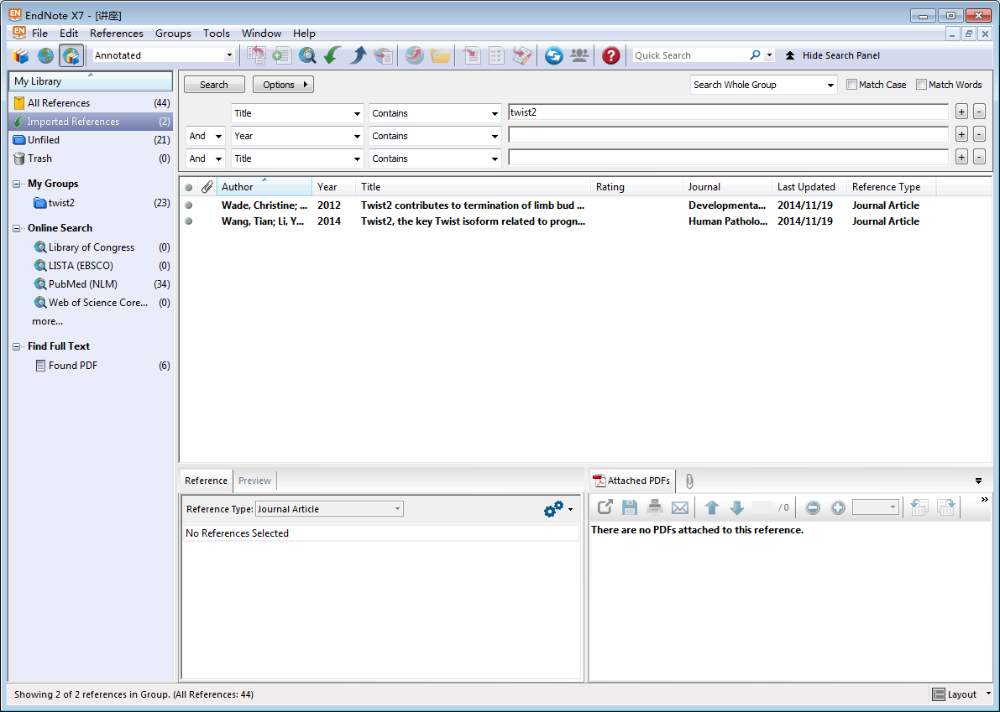 EndNote X7 - [讲座]
File Edit References Groups Tools Window Help
Annotated
Quick Search
Hide Search Panel
My Library
All References (44)
Imported References (2)
Unfiled (21)
Trash (0)
My Groups
twist2 (23)
Online Search
Library of Congress (0)
LISTA (EBSCO) (0)
PubMed (NLM) (34)
Web of Science Core... (0)
more...
Find Full Text
Found PDF (6)
Search Options Search Whole Group Match Case Match Words
Title Contains twist2 + -
And Year Contains + -
And Title Contains + -
Author Year Title Rating Journal Last Updated Reference Type
Wade, Christine; ... 2012 Twist2 contributes to termination of limb bud ... Developmenta... 2014/11/19 Journal Article
Wang, Tian; Li, Y... 2014 Twist2, the key Twist isoform related to progn... Human Patholo... 2014/11/19 Journal Article
Reference Preview
Reference Type: Journal Article
No References Selected
Attached PDFs
/ 0 »
There are no PDFs attached to this reference.
Showing 2 of 2 references in Group. (All References: 44)
Layout